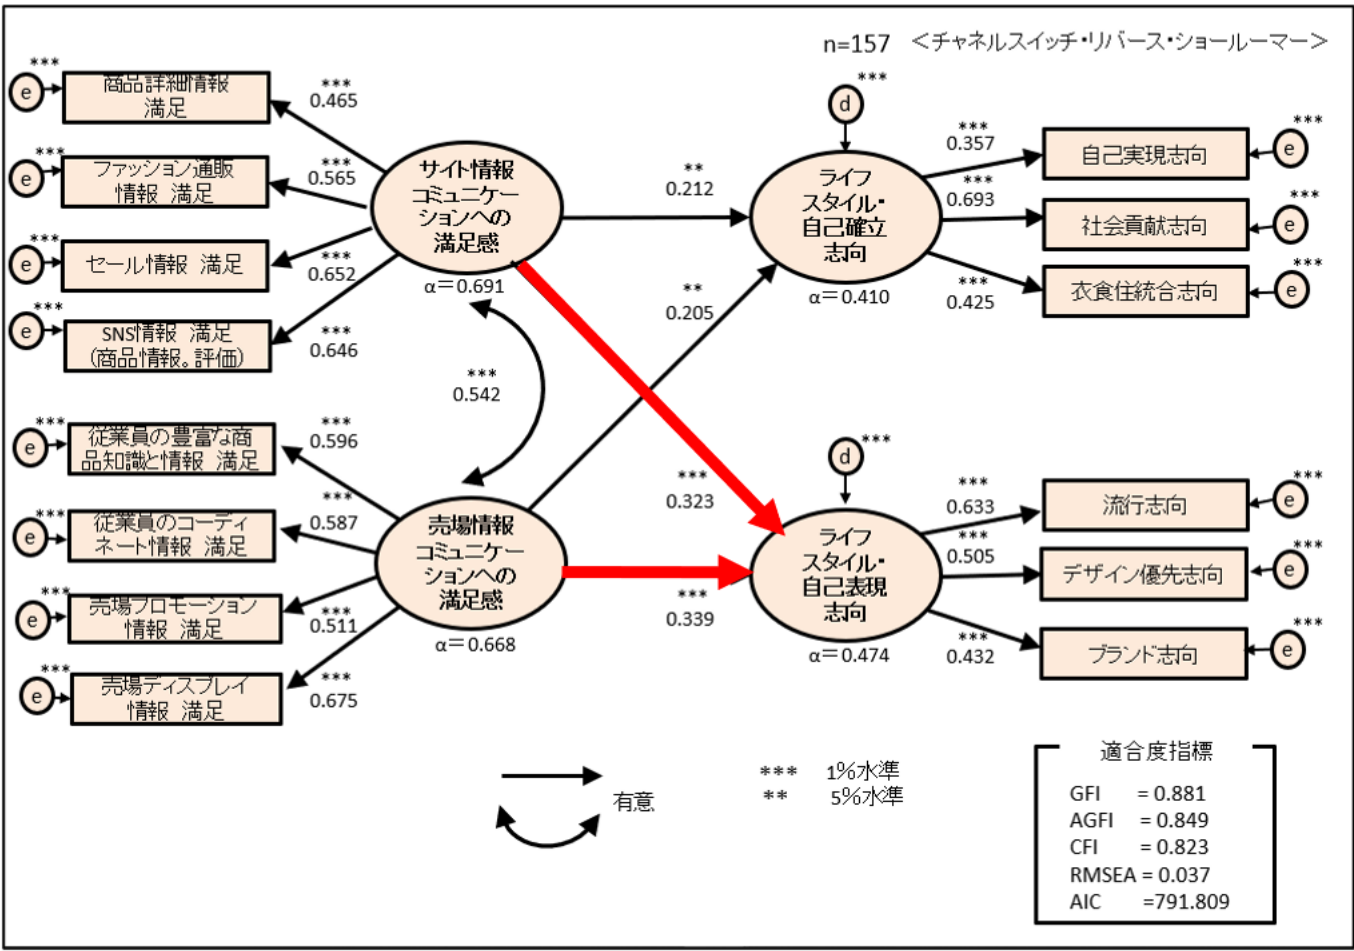 n=157 <チャネルスイッチ・リバース・ショールーマー>
***
e
商品詳細情報
満足
***
0.465
***
e
ファッション通販
情報 満足
***
0.565
***
e
セール情報 満足
***
0.652
***
e
SNS情報 満足
(商品情報。評価)
***
0.646
サイト情報
コミュニケー
ションへの
満足感
α=0.691
***
0.542
***
e
従業員の豊富な商
品知識と情報 満足
***
0.596
***
e
従業員のコーディ
ネート情報 満足
***
0.587
***
e
売場プロモーション
情報 満足
***
0.511
***
e
売場ディスプレイ
情報 満足
***
0.675
売場情報
コミュニケー
ションへの
満足感
α=0.668
**
0.212
**
0.205
***
0.323
***
0.339
d
***
ライフ
スタイル・
自己確立
志向
α=0.410
***
0.357
自己実現志向
e
***
***
0.693
社会貢献志向
e
***
***
0.425
衣食住統合志向
e
***
d
***
ライフ
スタイル・
自己表現
志向
α=0.474
***
0.633
流行志向
e
***
***
0.505
デザイン優先志向
e
***
***
0.432
ブランド志向
e
***
有意
*** 1%水準
** 5%水準
適合度指標
GFI = 0.881
AGFI = 0.849
CFI = 0.823
RMSEA = 0.037
AIC =791.809